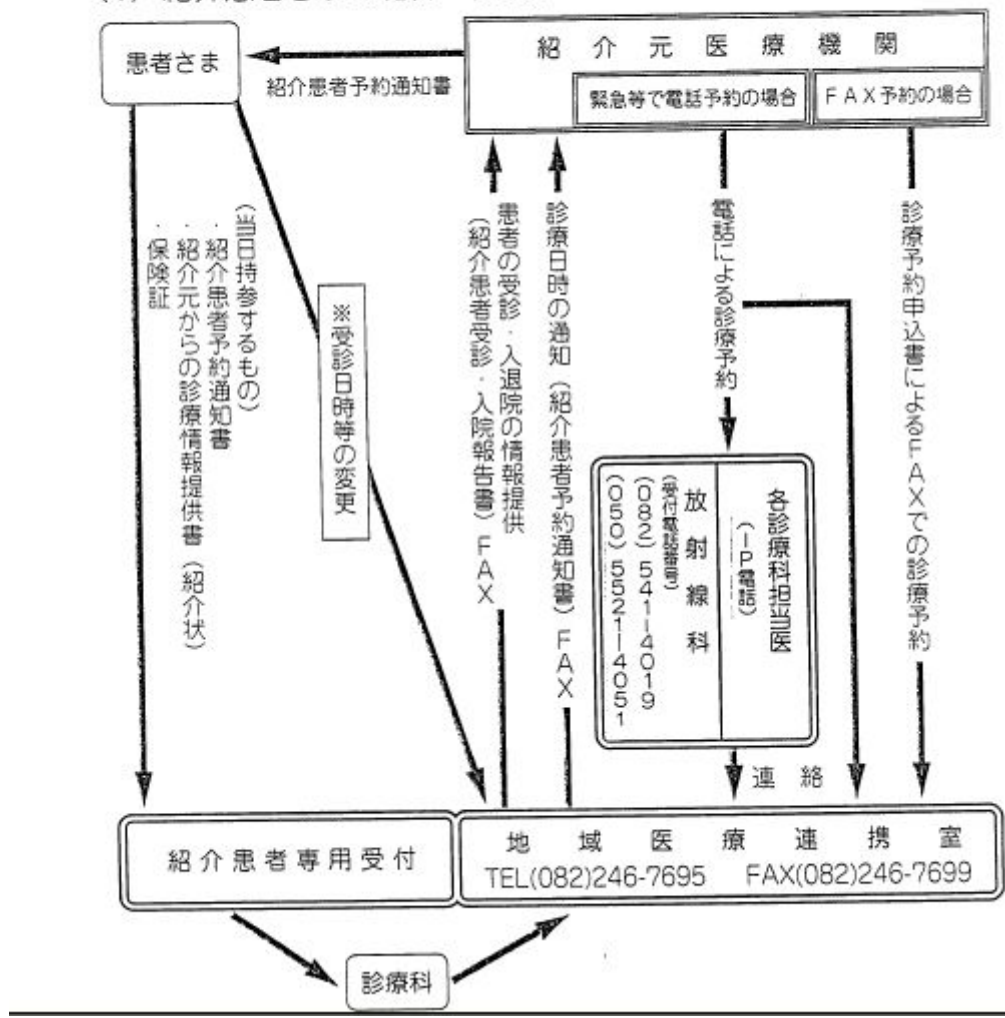 患者さま
紹介元医療機関
緊急等で電話予約の場合
FAX予約の場合
紹介患者予約通知書
(当日持参するもの)
・紹介患者予約通知書
・紹介元からの診療情報提供書(紹介状)
・保険証
※受診日時等の変更
患者の受診・入退院の情報提供
(紹介患者受診・入院報告書)FAX
診療日時の通知(紹介患者予約通知書)FAX
電話による診療予約
診療予約申込書によるFAXでの診療予約
各診療科担当医
(IP電話)
放射線科
(受付電話番号)
(082)541-4019
(050)5521-4051
連絡
紹介患者専用受付
地域医療連携室
TEL(082)246-7695 FAX(082)246-7699
診療科